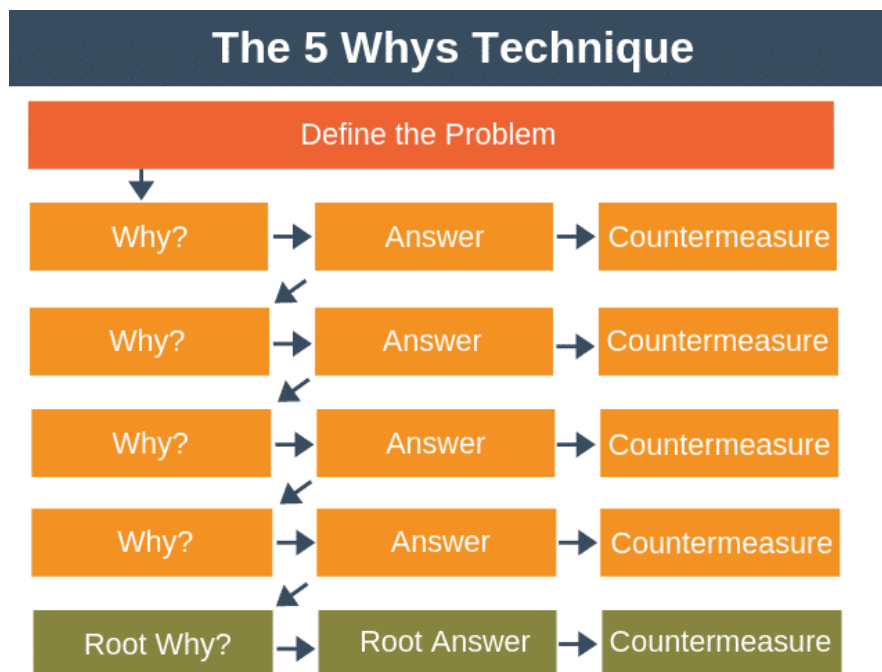 The 5 Whys Technique
Define the Problem
Why? Answer Countermeasure
Why? Answer Countermeasure
Why? Answer Countermeasure
Why? Answer Countermeasure
Root Why? Root Answer Countermeasure